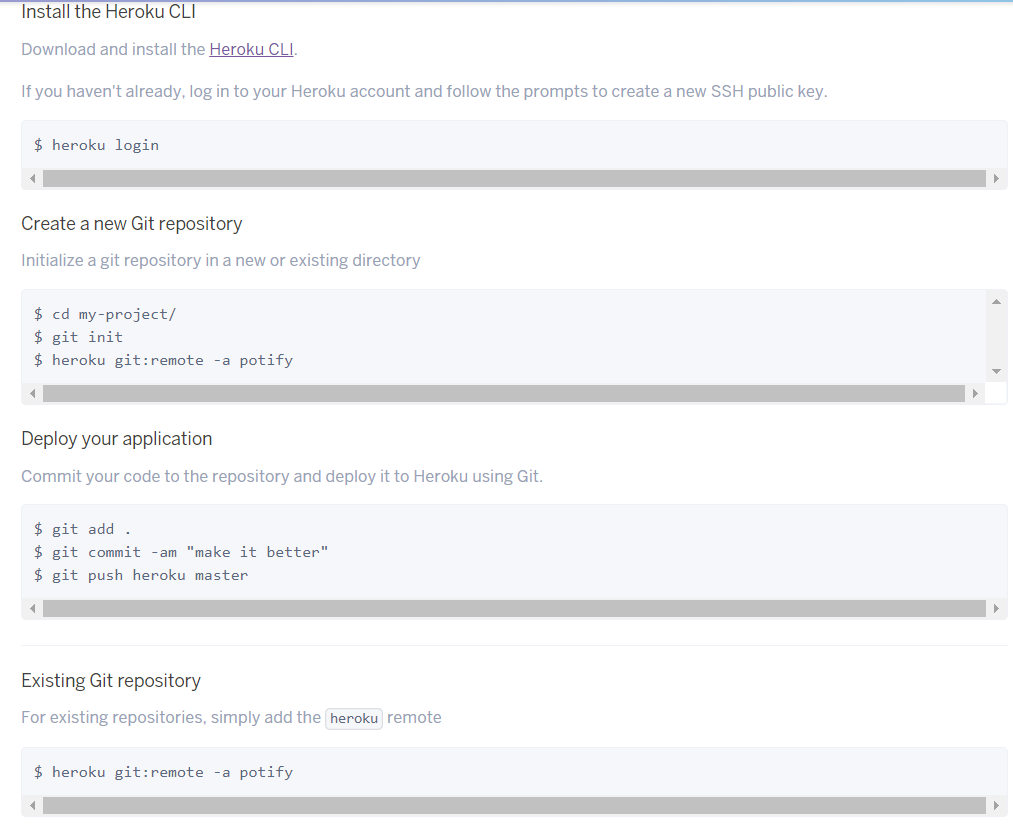 Install the Heroku CLI
Download and install the Heroku CLI.
If you haven't already, log in to your Heroku account and follow the prompts to create a new SSH public key.
$ heroku login
Create a new Git repository
Initialize a git repository in a new or existing directory
$ cd my-project/
$ git init
$ heroku git:remote -a potify
Deploy your application
Commit your code to the repository and deploy it to Heroku using Git.
$ git add .
$ git commit -am "make it better"
$ git push heroku master
Existing Git repository
For existing repositories, simply add the heroku remote
$ heroku git:remote -a potify